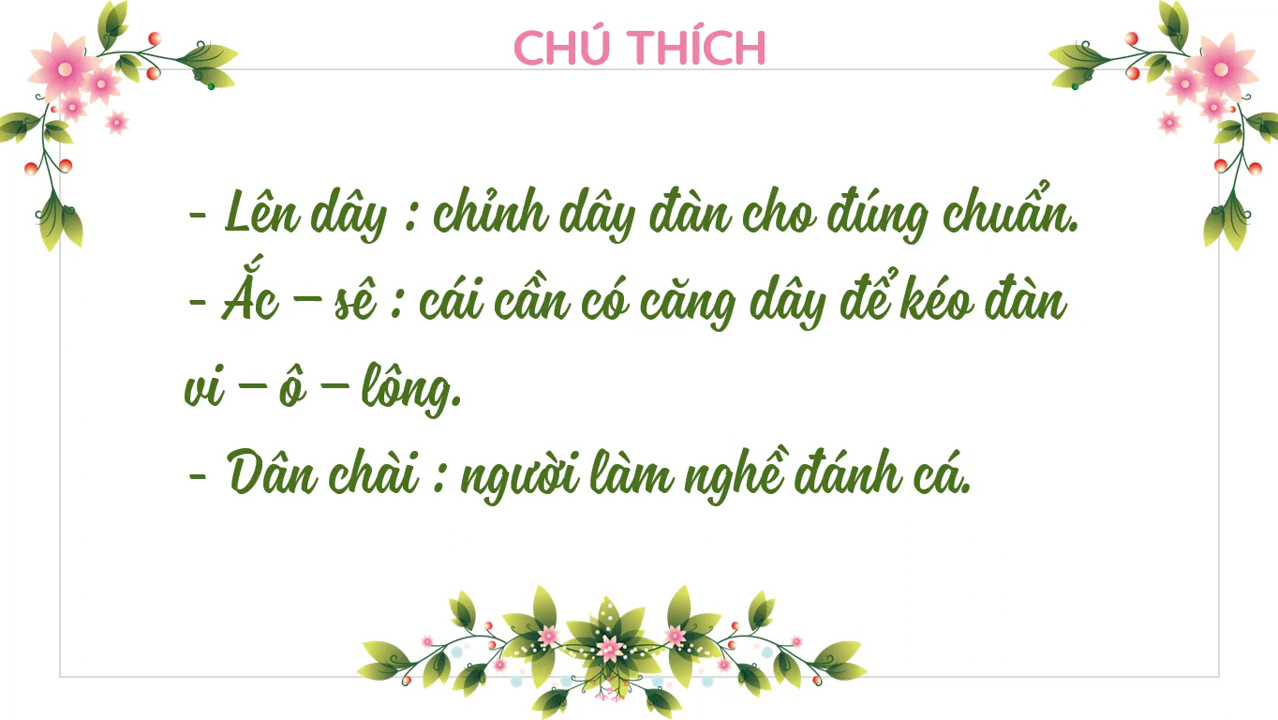 CHÚ THÍCH
- Lên dây : chỉnh dây đàn cho đúng chuẩn.
- Ắc – sê : cái cần có căng dây để kéo đàn
vi – ô – lông.
- Dân chài : người làm nghề đánh cá.